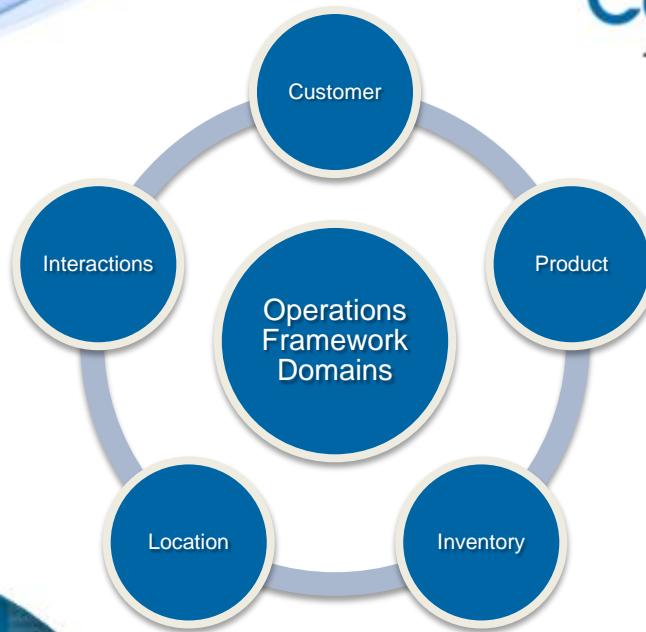 Customer
Interactions
Product
Operations
Framework
Domains
Location
Inventory